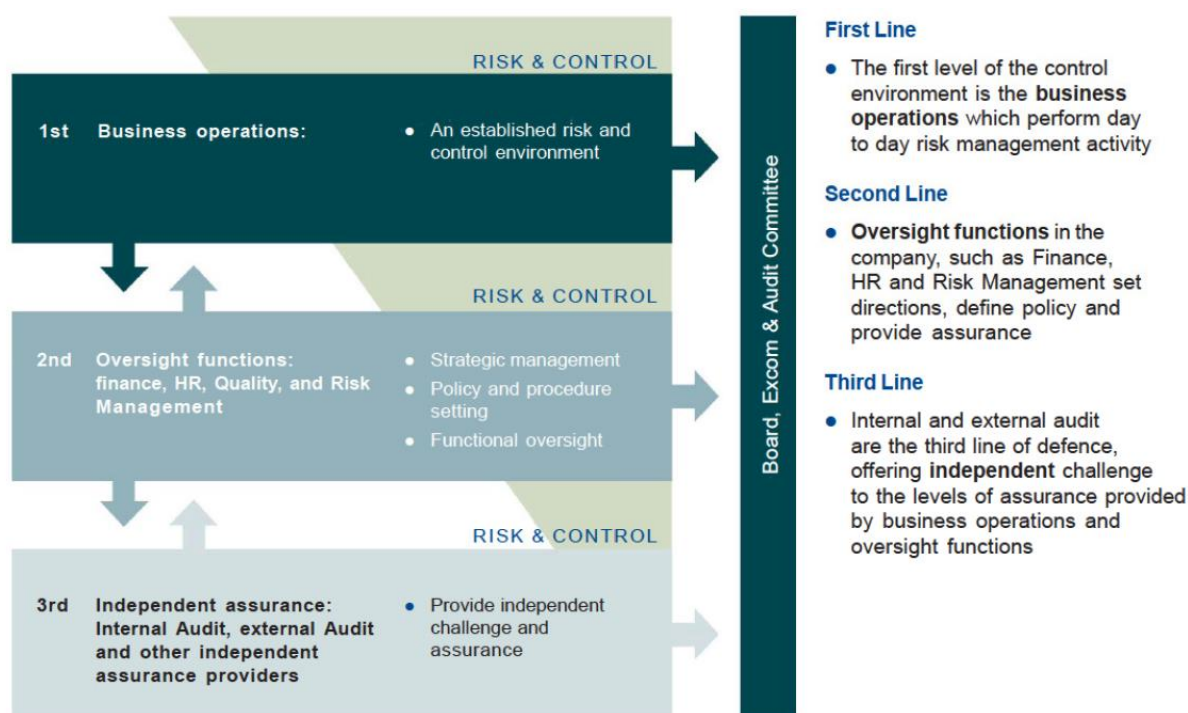 RISK & CONTROL
1st Business operations:
• An established risk and
control environment
RISK & CONTROL
2nd Oversight functions:
finance, HR, Quality, and Risk
Management
• Strategic management
• Policy and procedure
setting
• Functional oversight
RISK & CONTROL
3rd Independent assurance:
Internal Audit, external Audit
and other independent
assurance providers
• Provide independent
challenge and
assurance
Board, Excom & Audit Committee
First Line
• The first level of the control
environment is the business
operations which perform day
to day risk management activity
Second Line
• Oversight functions in the
company, such as Finance,
HR and Risk Management set
directions, define policy and
provide assurance
Third Line
• Internal and external audit
are the third line of defence,
offering independent challenge
to the levels of assurance provided
by business operations and
oversight functions